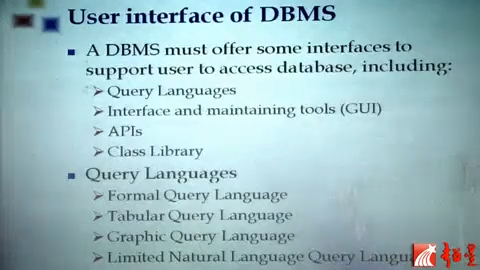 User interface of DBMS
A DBMS must offer some interfaces to
support user to access database, including:
Query Languages
Interface and maintaining tools (GUI)
APIs
Class Library
Query Languages
Formal Query Language
Tabular Query Language
Graphic Query Language
Limited Natural Language Query